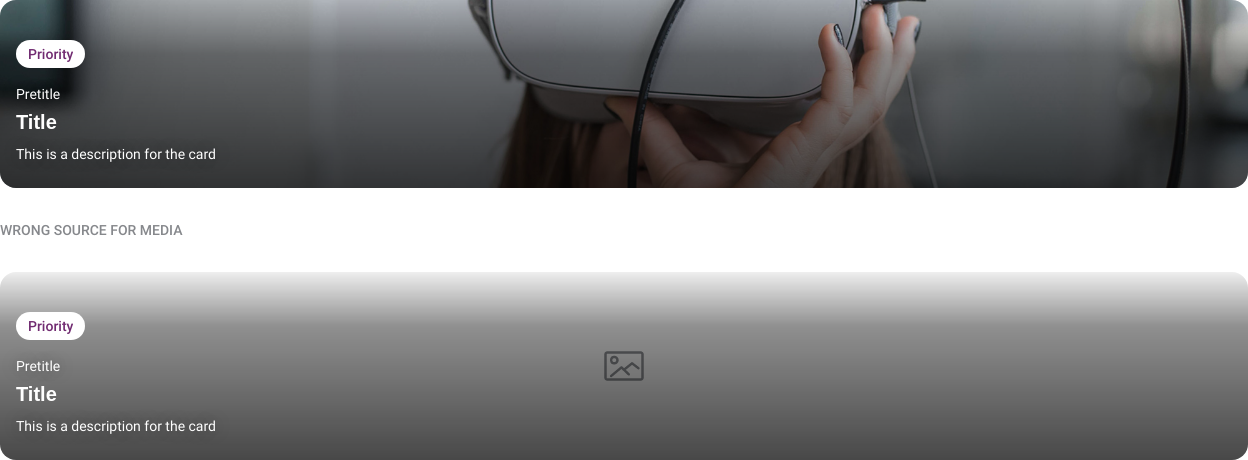 Priority
Pretitle
Title
This is a description for the card
WRONG SOURCE FOR MEDIA
Priority
Pretitle
Title
This is a description for the card